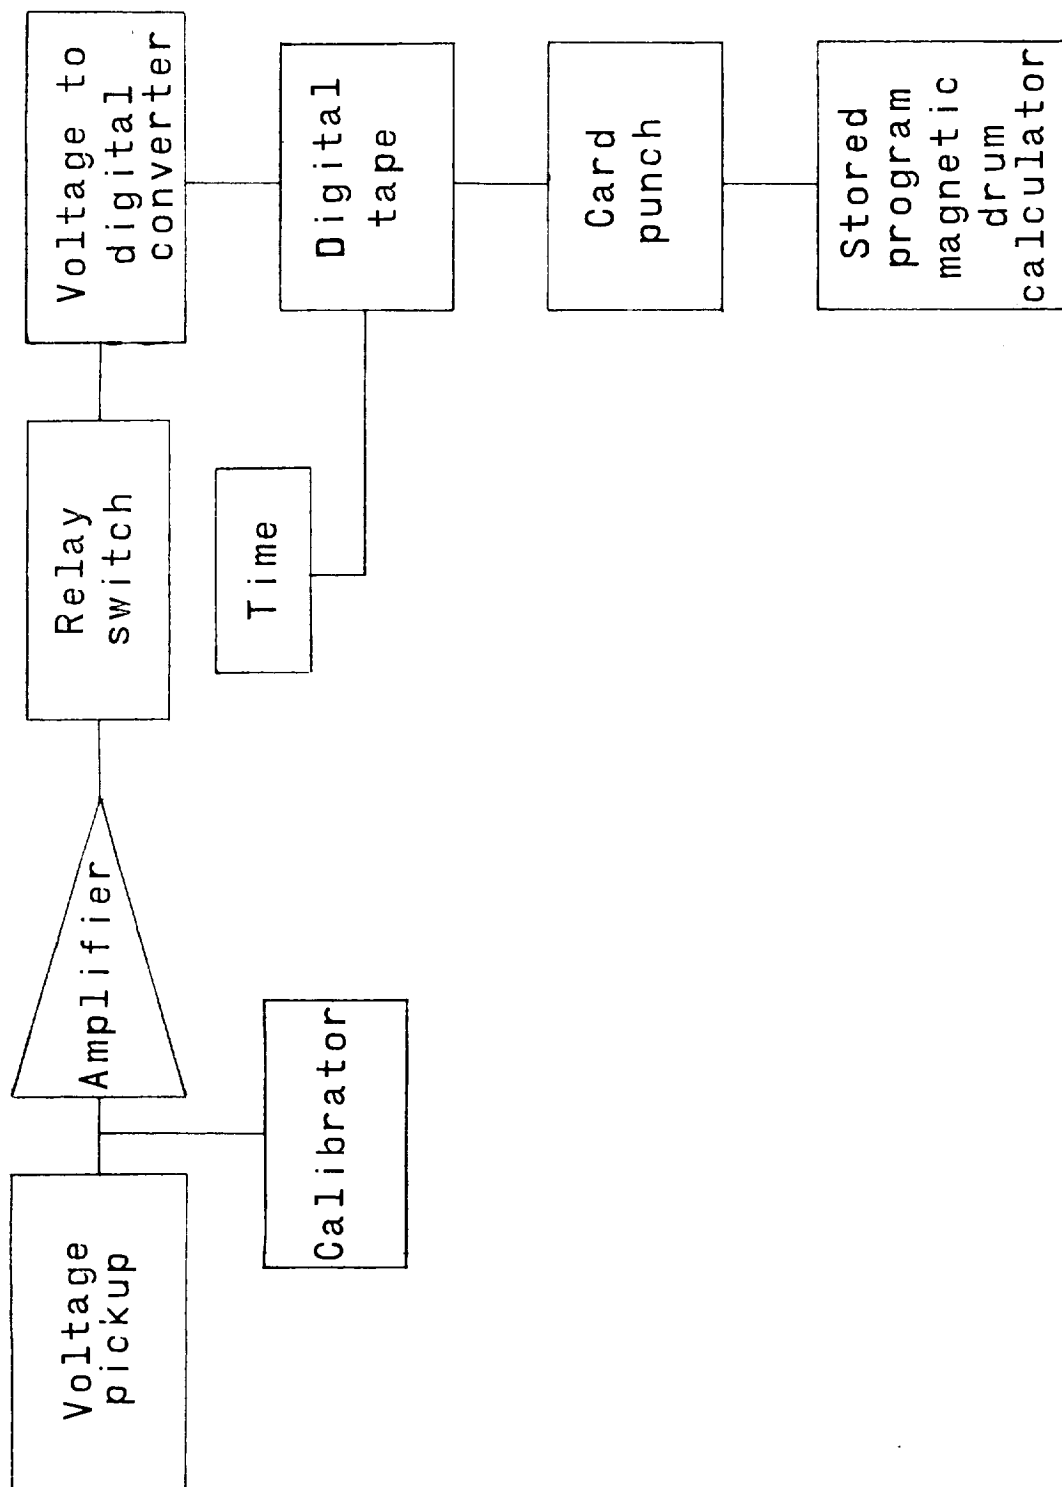 Voltage
pickup
Calibrator
Amplifier
Relay
switch
Time
Voltage to
digital
converter
Digital
tape
Card
punch
Stored
program
magnetic
drum
calculator